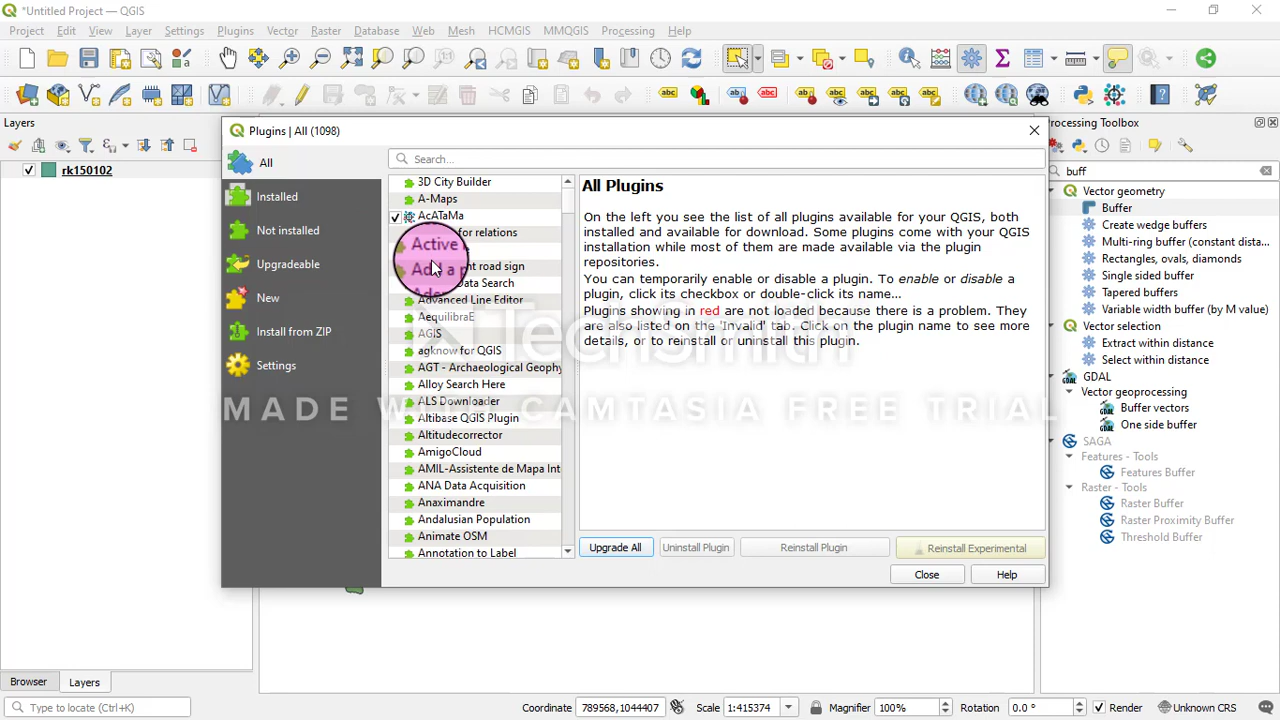 *Untitled Project — QGIS
Project Edit View Layer Settings Plugins Vector Raster Database Web Mesh HCMGIS MMQGIS Processing Help
Layers
rk150102
Plugins | All (1098)
All
Installed
Not installed
Upgradeable
New
Install from ZIP
Settings
Search...
3D City Builder
A-Maps
AcATaMa
for relations
Active
Add a
road sign
Data Search
Advanced Line Editor
AequilibraE
AGIS
agknow for QGIS
AGT - Archaeological Geophy
Alloy Search Here
ALS Downloader
Altibase QGIS Plugin
Altitudecorrector
AmigoCloud
AMIL-Assistente de Mapa Int
ANA Data Acquisition
Anaximandre
Andalusian Population
Animate OSM
Annotation to Label
All Plugins
On the left you see the list of all plugins available for your QGIS, both
installed and available for download. Some plugins come with your QGIS
installation while most of them are made available via the plugin
repositories.
You can temporarily enable or disable a plugin. To enable or disable a
plugin, click its checkbox or double-click its name...
Plugins showing in red are not loaded because there is a problem. They
are also listed on the 'Invalid' tab. Click on the plugin name to see more
details, or to reinstall or uninstall this plugin.
TechSmith
MADE WITH CAMTASIA FREE TRIAL
Upgrade All Uninstall Plugin Reinstall Plugin Reinstall Experimental
Close Help
Processing Toolbox
buff
Vector geometry
Buffer
Create wedge buffers
Multi-ring buffer (constant dista...
Rectangles, ovals, diamonds
Single sided buffer
Tapered buffers
Variable width buffer (by M value)
Vector selection
Extract within distance
Select within distance
GDAL
Vector geoprocessing
Buffer vectors
One side buffer
SAGA
Features - Tools
Features Buffer
Raster - Tools
Raster Buffer
Raster Proximity Buffer
Threshold Buffer
Browser Layers
Type to locate (Ctrl+K) Coordinate 789568,1044407 Scale 1:415374 Magnifier 100% Rotation 0.0 ° Render Unknown CRS